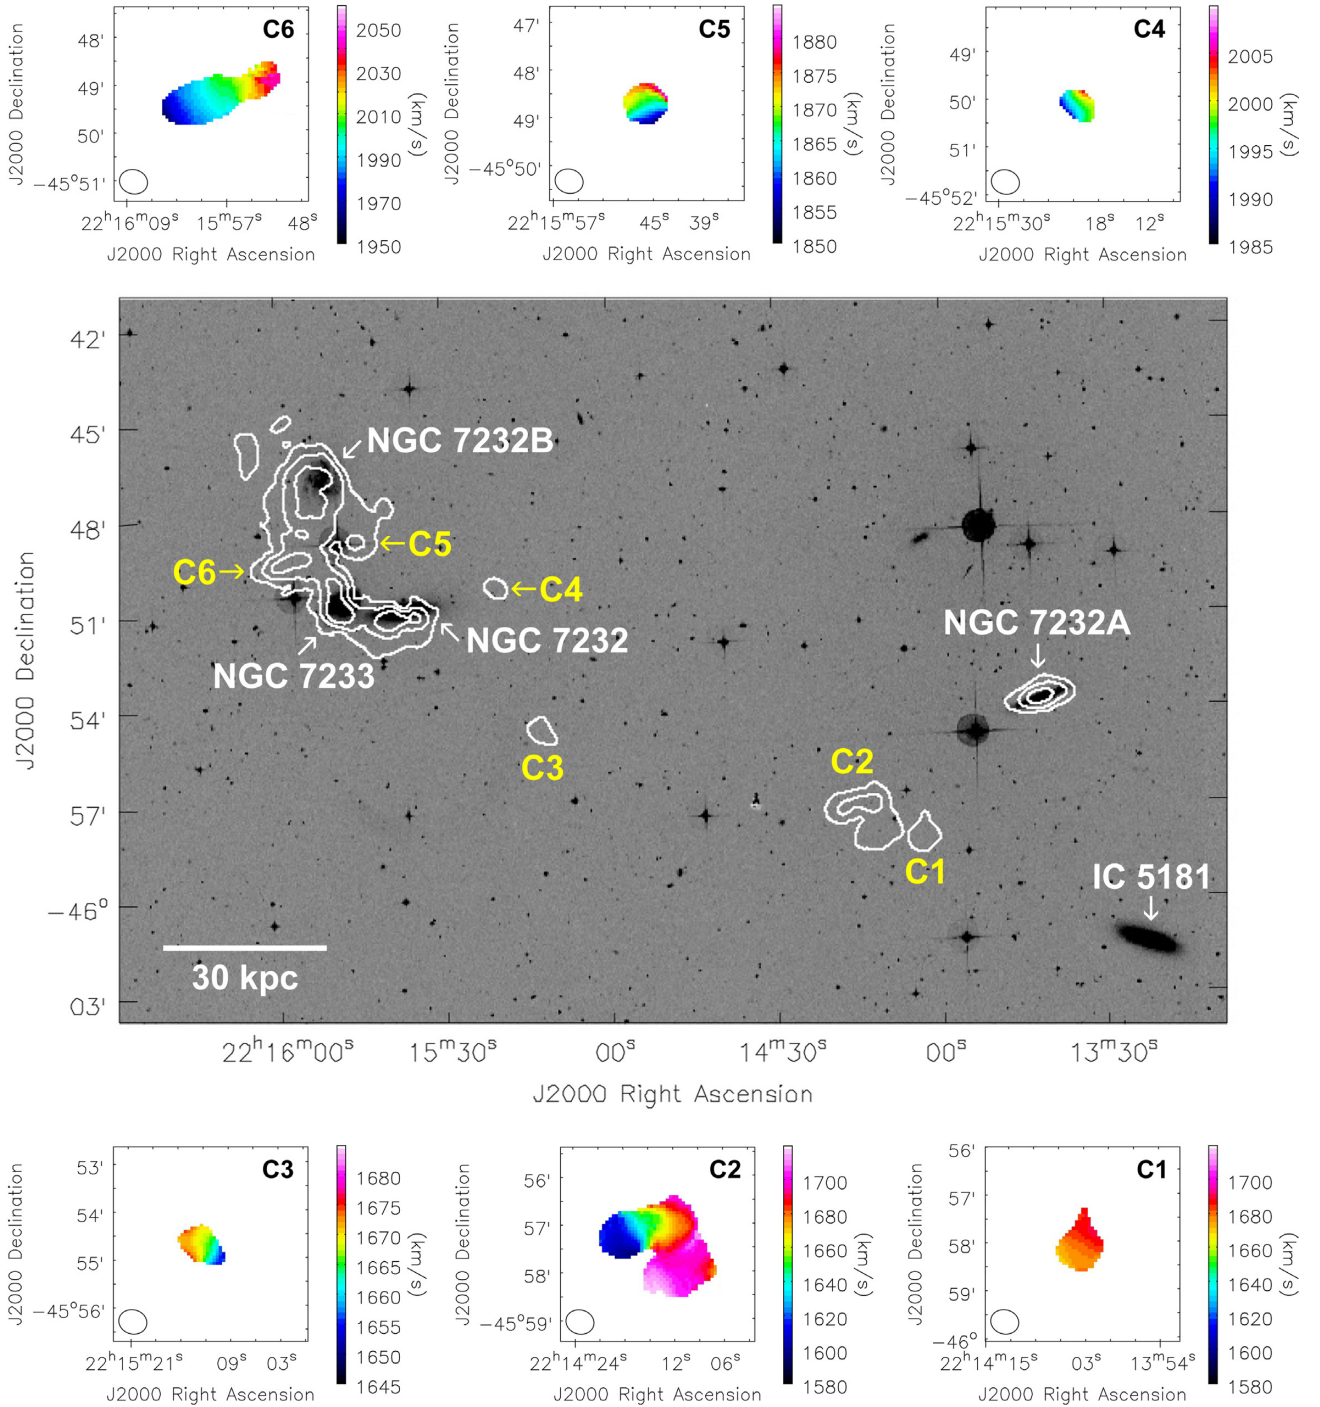 C6
48'
49'
50'
−45°51'
J2000 Declination
22ʰ16ᵐ09ˢ 15ᵐ57ˢ 48ˢ
J2000 Right Ascension
2050
2030
2010
1990
1970
1950
(km/s)
C5
47'
48'
49'
−45°50'
J2000 Declination
22ʰ15ᵐ57ˢ 45ˢ 39ˢ
J2000 Right Ascension
1880
1875
1870
1865
1860
1855
1850
(km/s)
C4
49'
50'
51'
−45°52'
J2000 Declination
22ʰ15ᵐ30ˢ 18ˢ 12ˢ
J2000 Right Ascension
2005
2000
1995
1990
1985
(km/s)
42'
45'
48'
51'
54'
57'
−46°
03'
J2000 Declination
NGC 7232B
C5
C6
C4
NGC 7232
NGC 7233
NGC 7232A
C3
C2
C1
IC 5181
30 kpc
22ʰ16ᵐ00ˢ 15ᵐ30ˢ 00ˢ 14ᵐ30ˢ 00ˢ 13ᵐ30ˢ
J2000 Right Ascension
C3
53'
54'
55'
−45°56'
J2000 Declination
22ʰ15ᵐ21ˢ 09ˢ 03ˢ
J2000 Right Ascension
1680
1675
1670
1665
1660
1655
1650
1645
(km/s)
C2
56'
57'
58'
−45°59'
J2000 Declination
22ʰ14ᵐ24ˢ 12ˢ 06ˢ
J2000 Right Ascension
1700
1680
1660
1640
1620
1600
1580
(km/s)
C1
56'
57'
58'
59'
−46°
J2000 Declination
22ʰ14ᵐ15ˢ 03ˢ 13ᵐ54ˢ
J2000 Right Ascension
1700
1680
1660
1640
1620
1600
1580
(km/s)